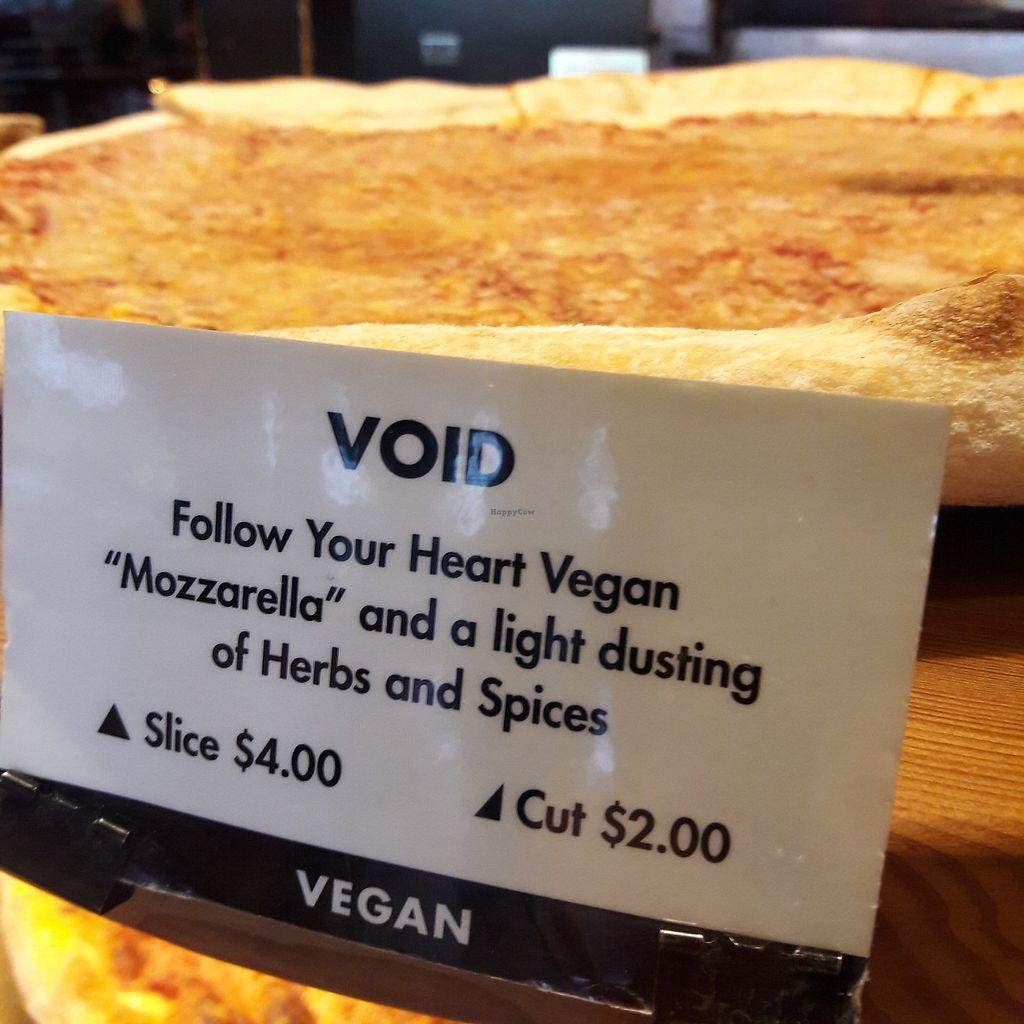 VOID
HappyCow
Follow Your Heart Vegan
“Mozzarella” and a light dusting
of Herbs and Spices
▲ Slice $4.00
◢ Cut $2.00
VEGAN